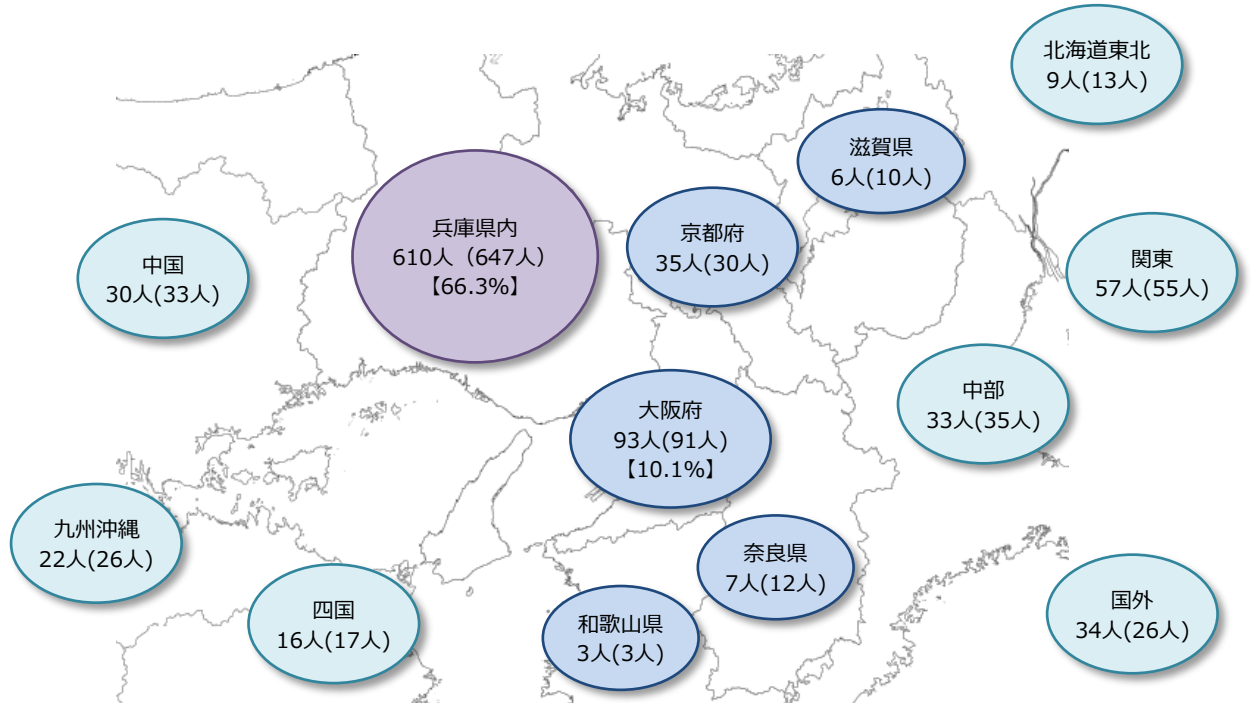 北海道東北
9人(13人)
滋賀県
6人(10人)
兵庫県内
610人（647人）
【66.3%】
京都府
35人(30人)
中国
30人(33人)
関東
57人(55人)
中部
33人(35人)
大阪府
93人(91人)
【10.1%】
九州沖縄
22人(26人)
奈良県
7人(12人)
四国
16人(17人)
和歌山県
3人(3人)
国外
34人(26人)